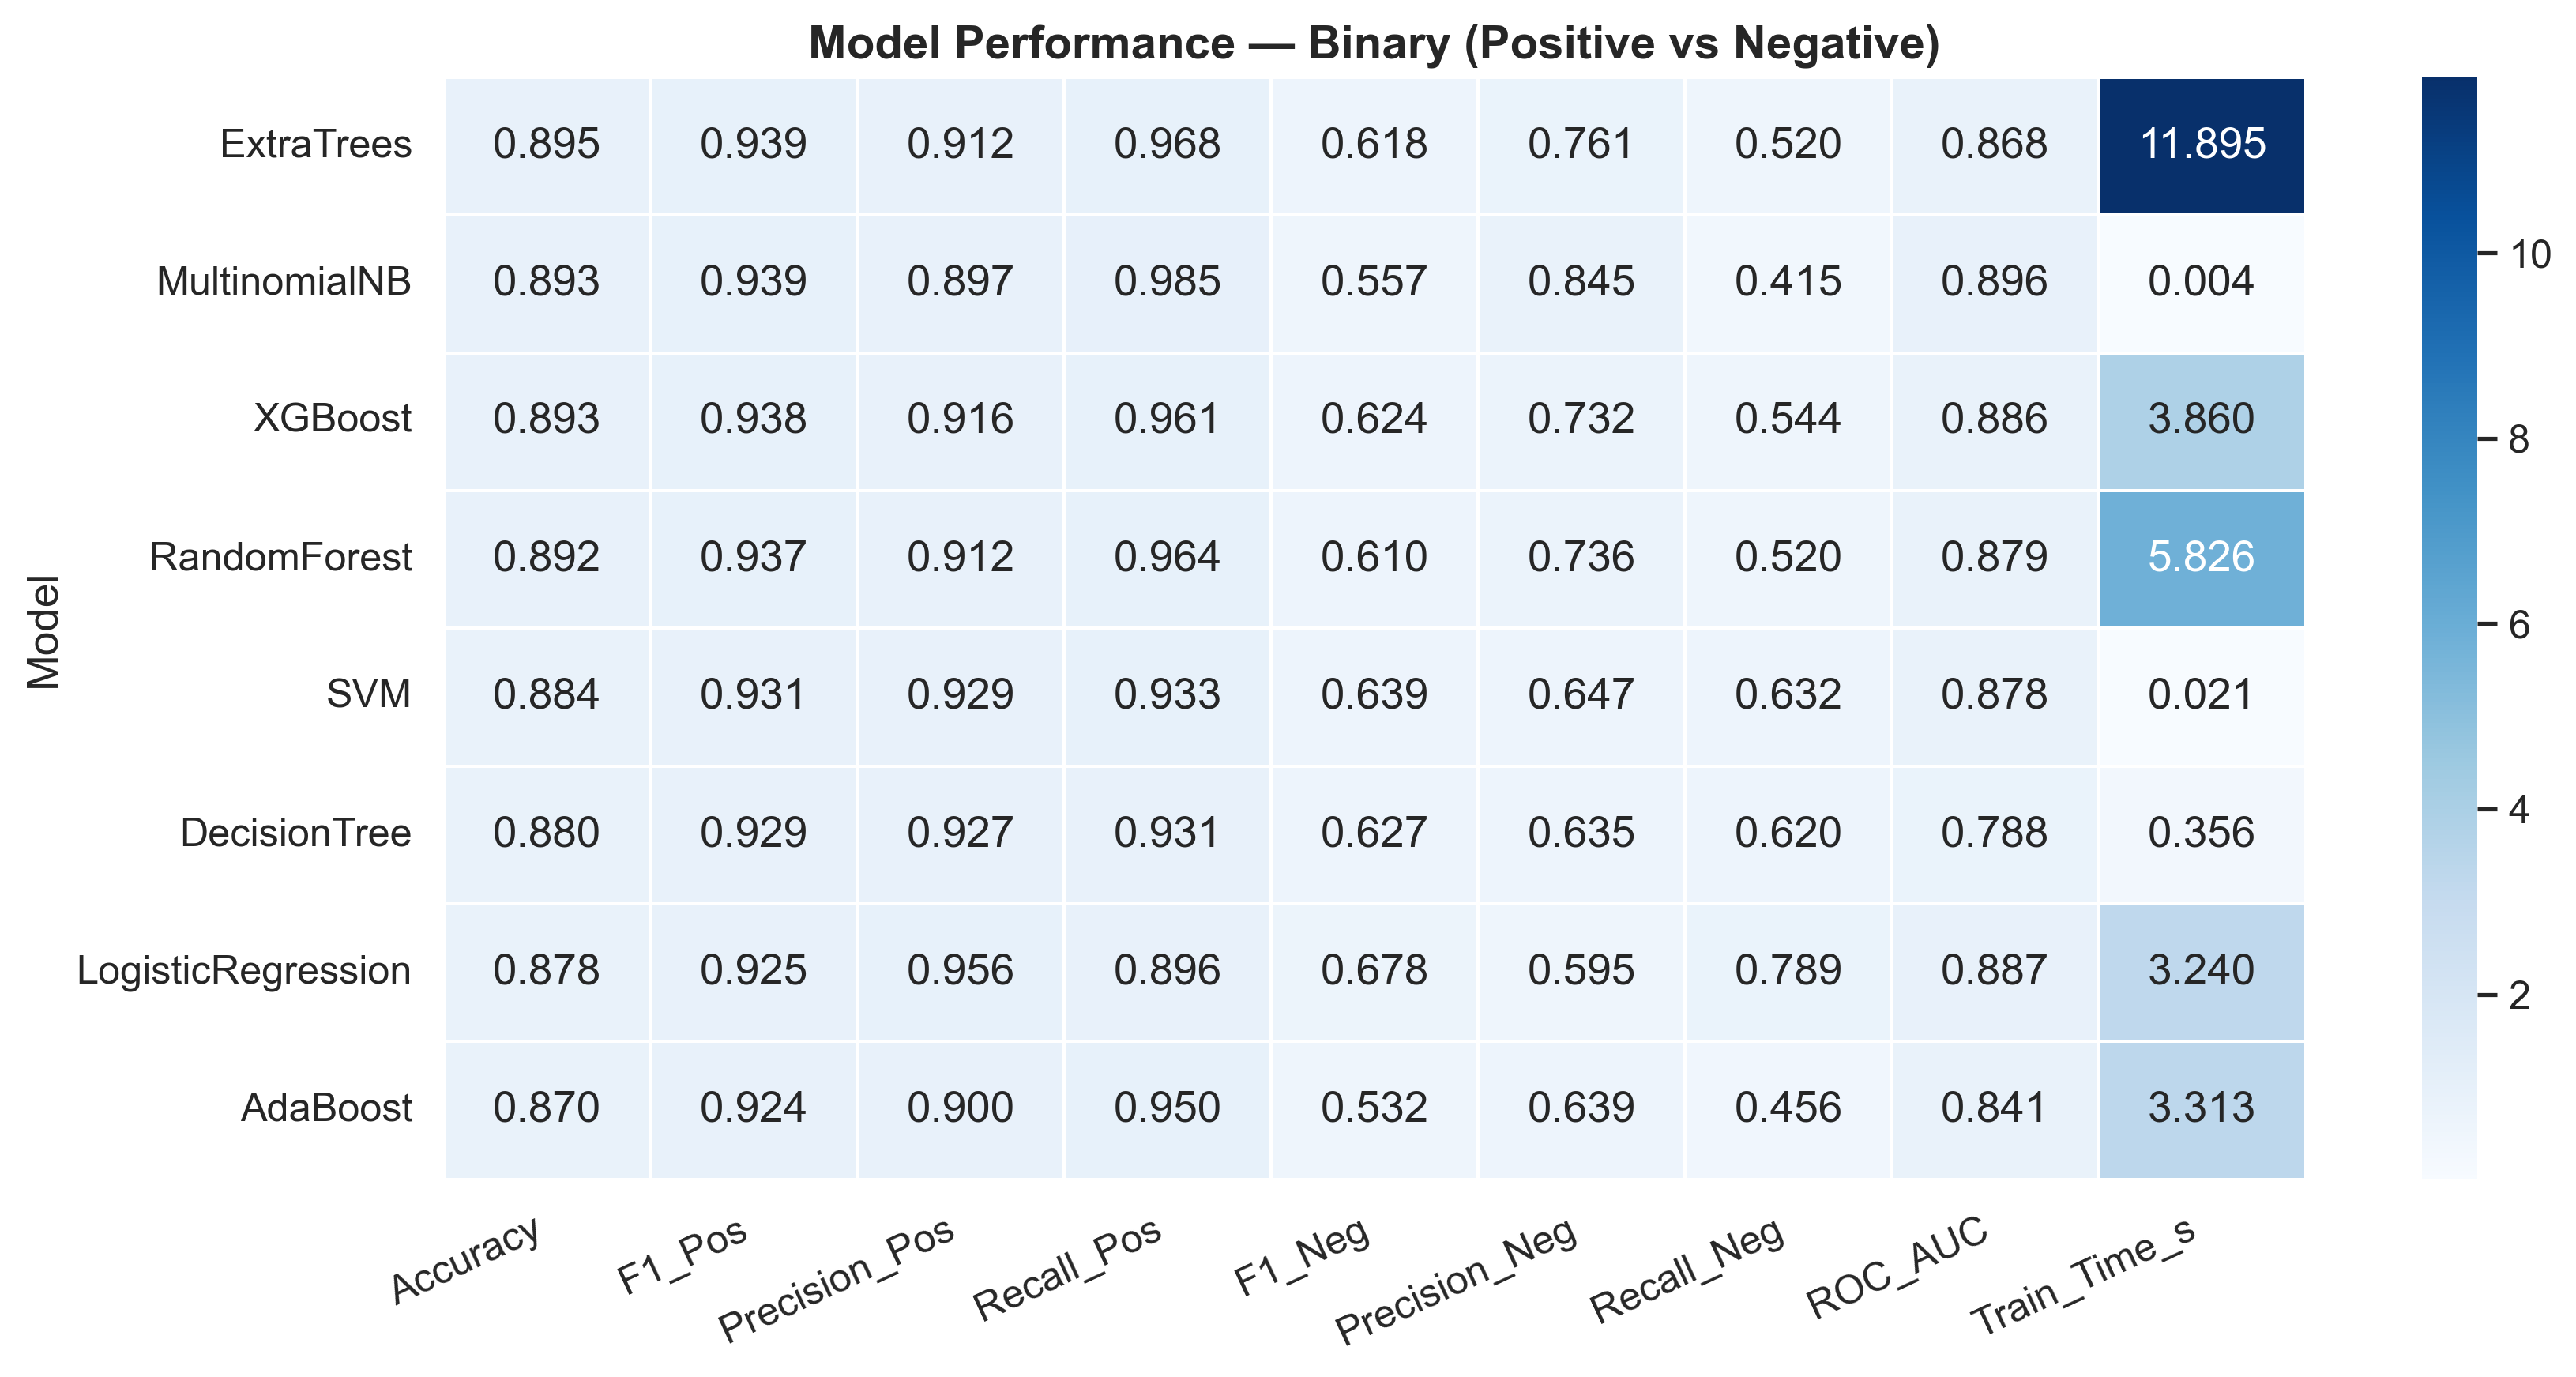 Model Performance — Binary (Positive vs Negative)
Model
ExtraTrees 0.895 0.939 0.912 0.968 0.618 0.761 0.520 0.868 11.895
MultinomialNB 0.893 0.939 0.897 0.985 0.557 0.845 0.415 0.896 0.004
XGBoost 0.893 0.938 0.916 0.961 0.624 0.732 0.544 0.886 3.860
RandomForest 0.892 0.937 0.912 0.964 0.610 0.736 0.520 0.879 5.826
SVM 0.884 0.931 0.929 0.933 0.639 0.647 0.632 0.878 0.021
DecisionTree 0.880 0.929 0.927 0.931 0.627 0.635 0.620 0.788 0.356
LogisticRegression 0.878 0.925 0.956 0.896 0.678 0.595 0.789 0.887 3.240
AdaBoost 0.870 0.924 0.900 0.950 0.532 0.639 0.456 0.841 3.313
Accuracy F1_Pos Precision_Pos Recall_Pos F1_Neg Precision_Neg Recall_Neg ROC_AUC Train_Time_s
10
8
6
4
2